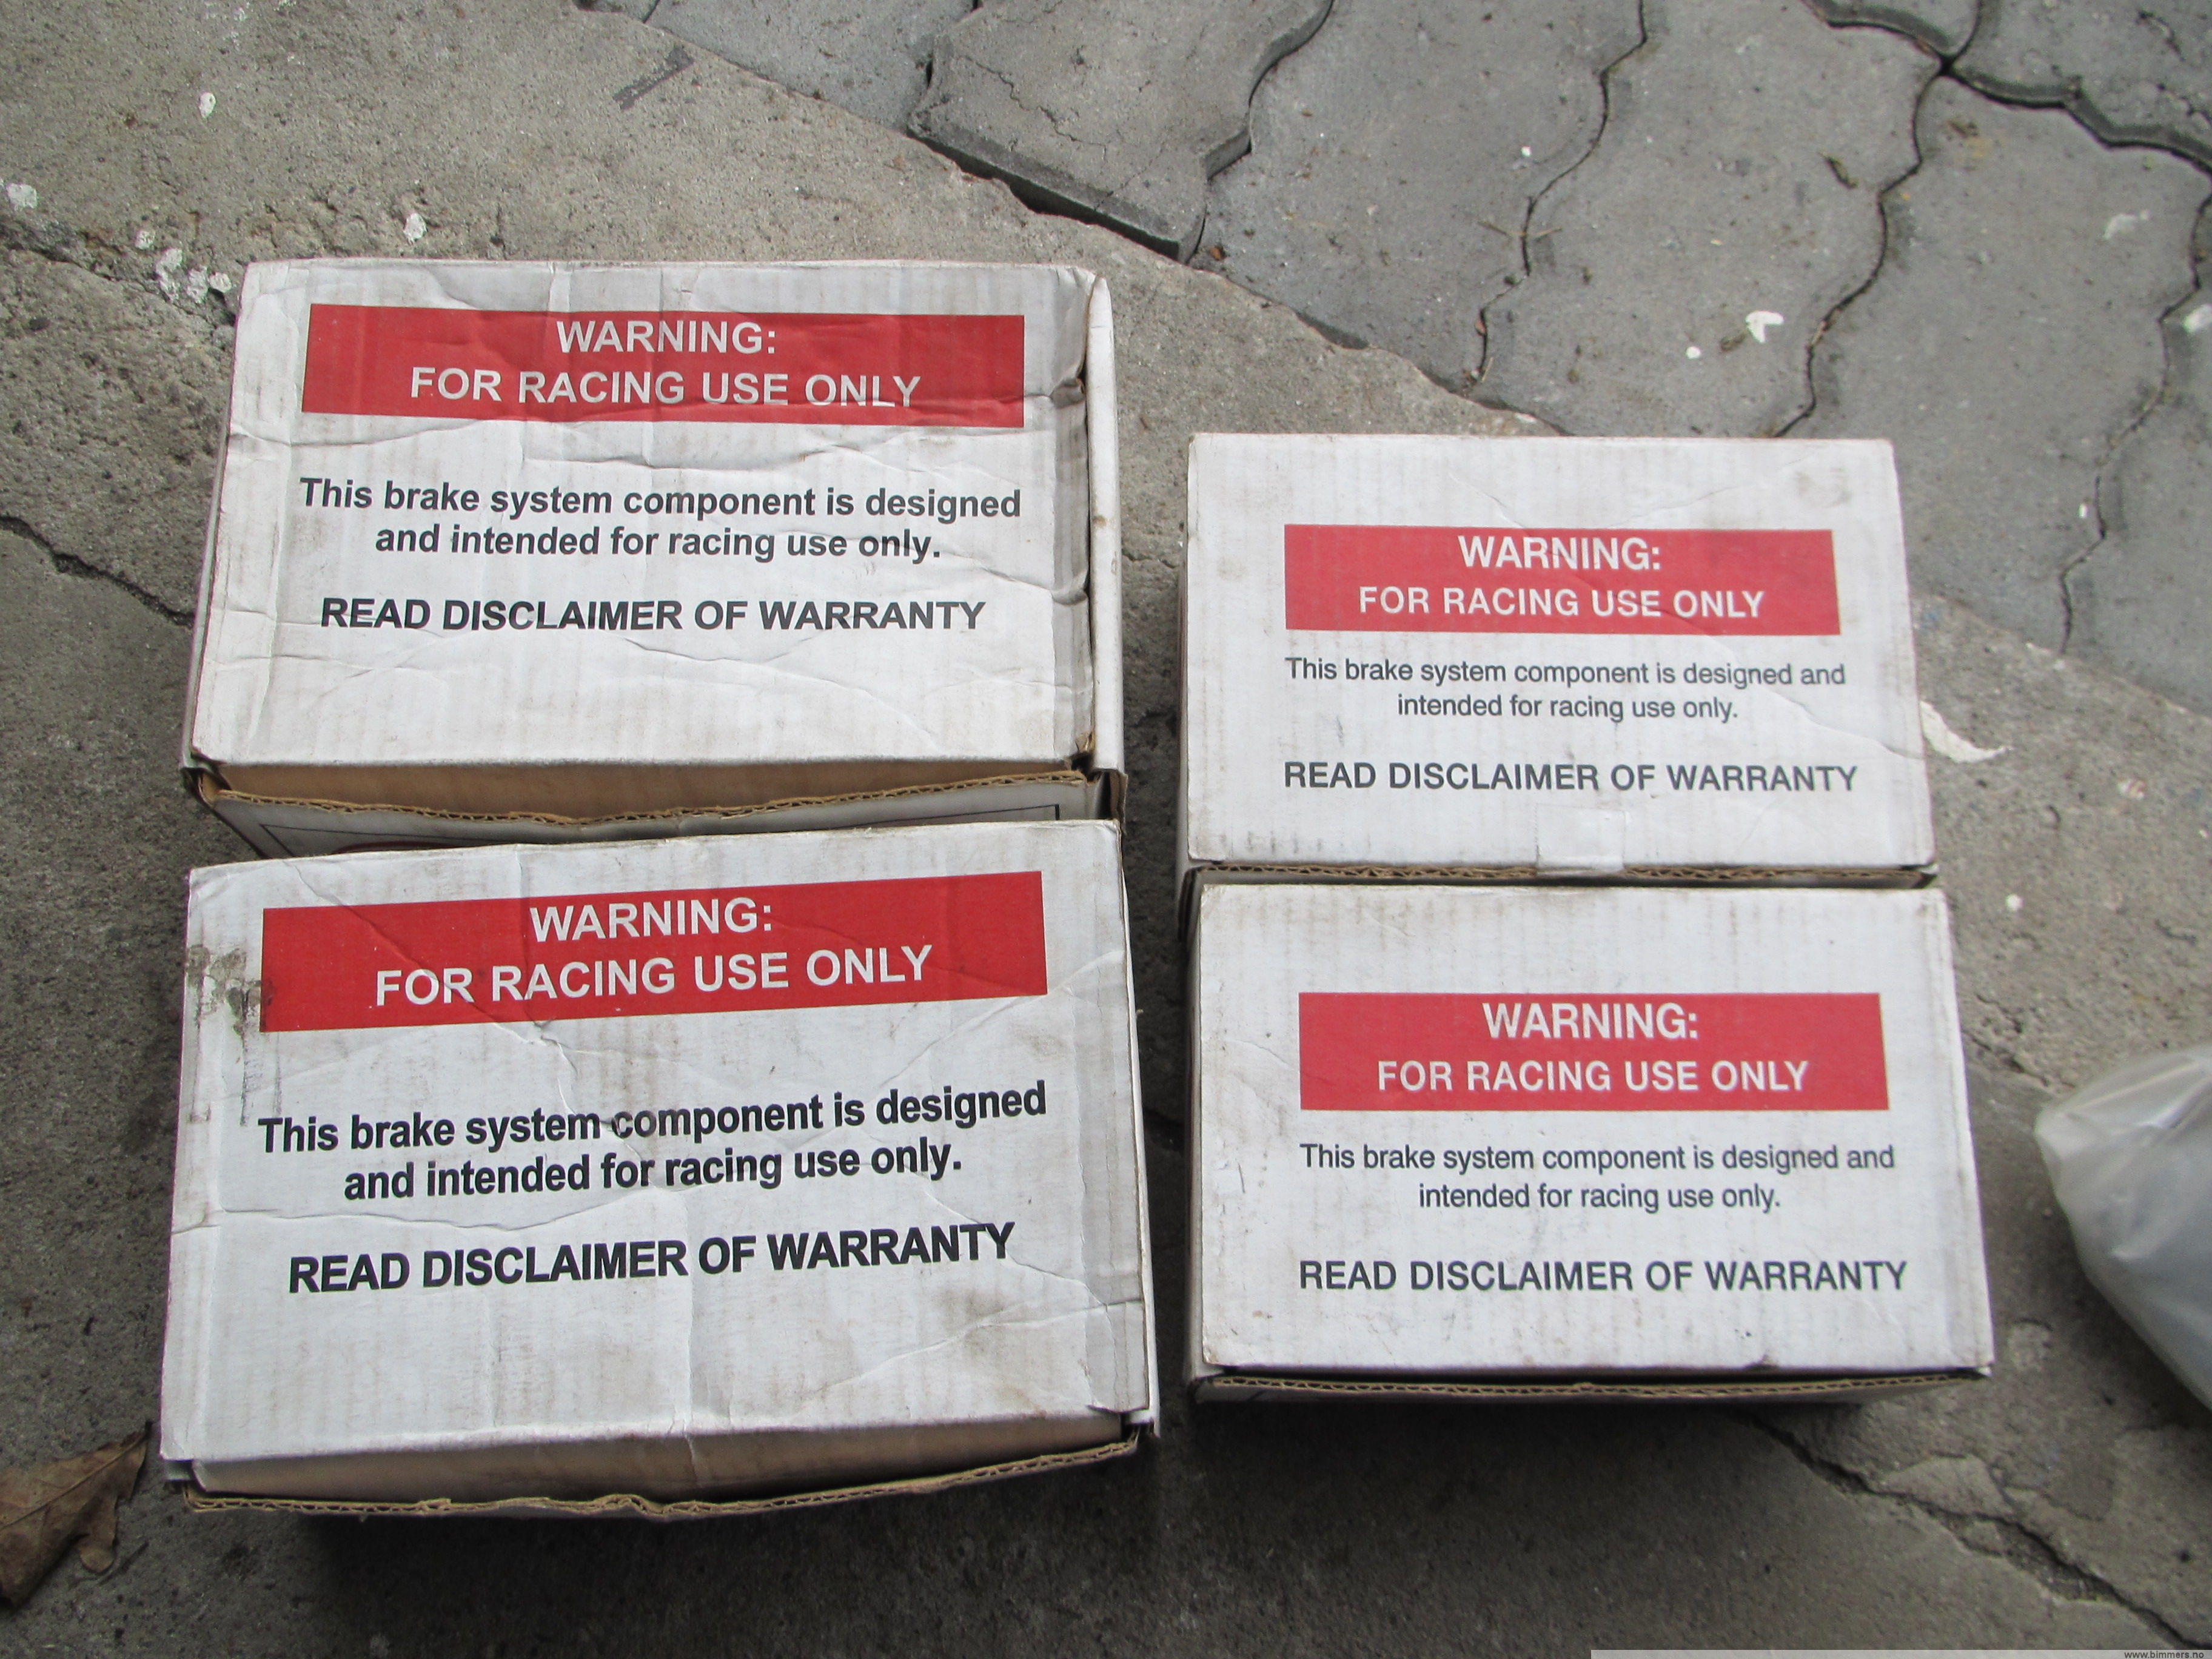 WARNING:
FOR RACING USE ONLY
This brake system component is designed
and intended for racing use only.
READ DISCLAIMER OF WARRANTY
WARNING:
FOR RACING USE ONLY
This brake system component is designed and
intended for racing use only.
READ DISCLAIMER OF WARRANTY
WARNING:
FOR RACING USE ONLY
This brake system component is designed
and intended for racing use only.
READ DISCLAIMER OF WARRANTY
WARNING:
FOR RACING USE ONLY
This brake system component is designed and
intended for racing use only.
READ DISCLAIMER OF WARRANTY
www.bimmers.no